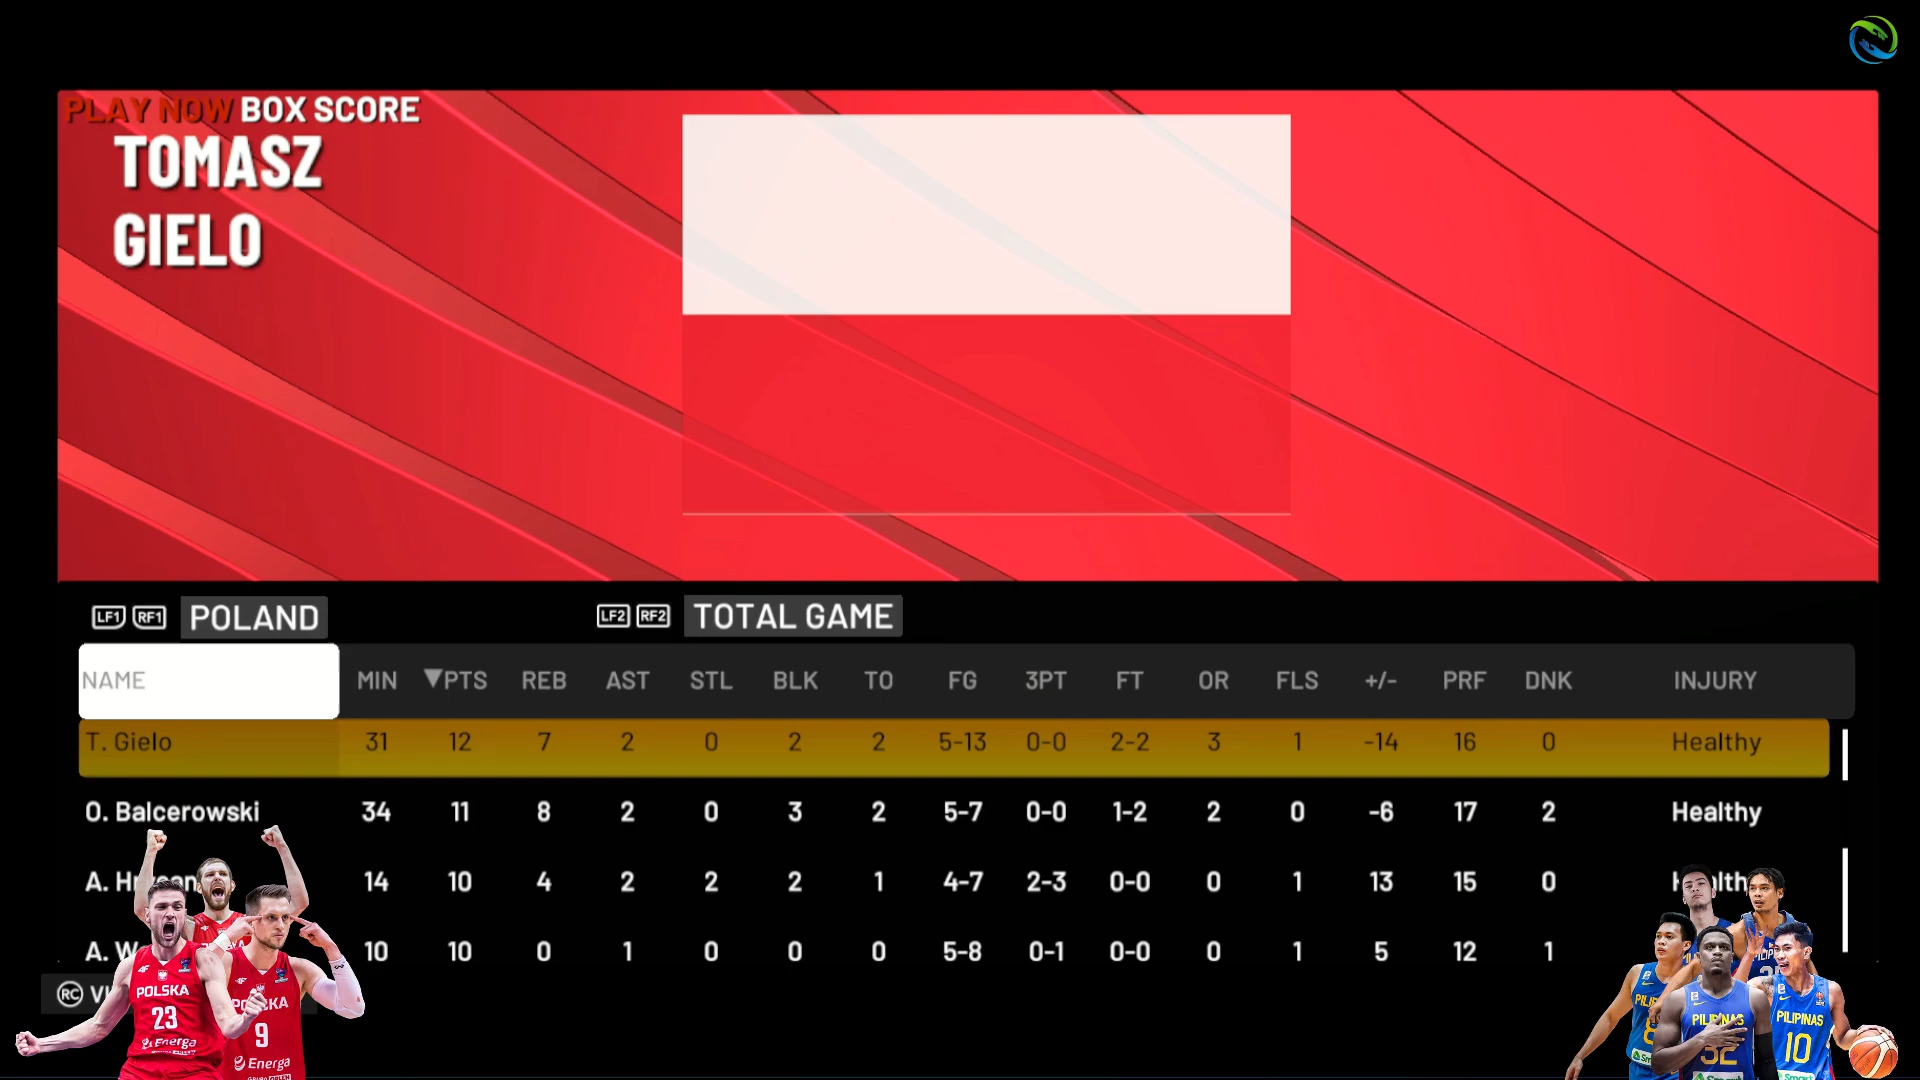 PLAY NOW BOX SCORE
TOMASZ
GIELO
LF1 RF1 POLAND LF2 RF2 TOTAL GAME
NAME MIN ▼PTS REB AST STL BLK TO FG 3PT FT OR FLS +/- PRF DNK INJURY
T. Gielo 31 12 7 2 0 2 2 5-13 0-0 2-2 3 1 -14 16 0 Healthy
O. Balcerowski 34 11 8 2 0 3 2 5-7 0-0 1-2 2 0 -6 17 2 Healthy
A. 14 10 4 2 2 2 1 4-7 2-3 0-0 0 1 13 15 0
A. 10 10 0 1 0 0 0 5-8 0-1 0-0 0 1 5 12 1
RC
POLSKA
23
Energa
9
Energa
PILIPINAS
32
PILIPINAS
10
Smart